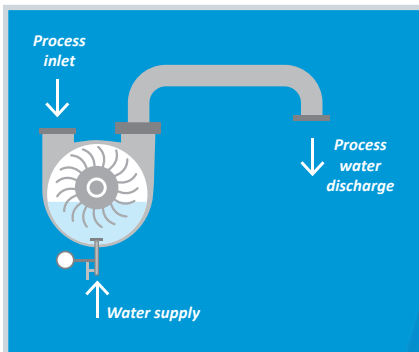 Process
inlet
Process
water
discharge
Water supply